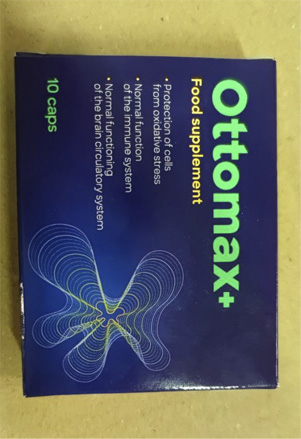 Ottomax+
Food supplement
• Protection of cells
from oxidative stress
• Normal function
of the immune system
• Normal functioning
of the brain circulatory system
10 caps